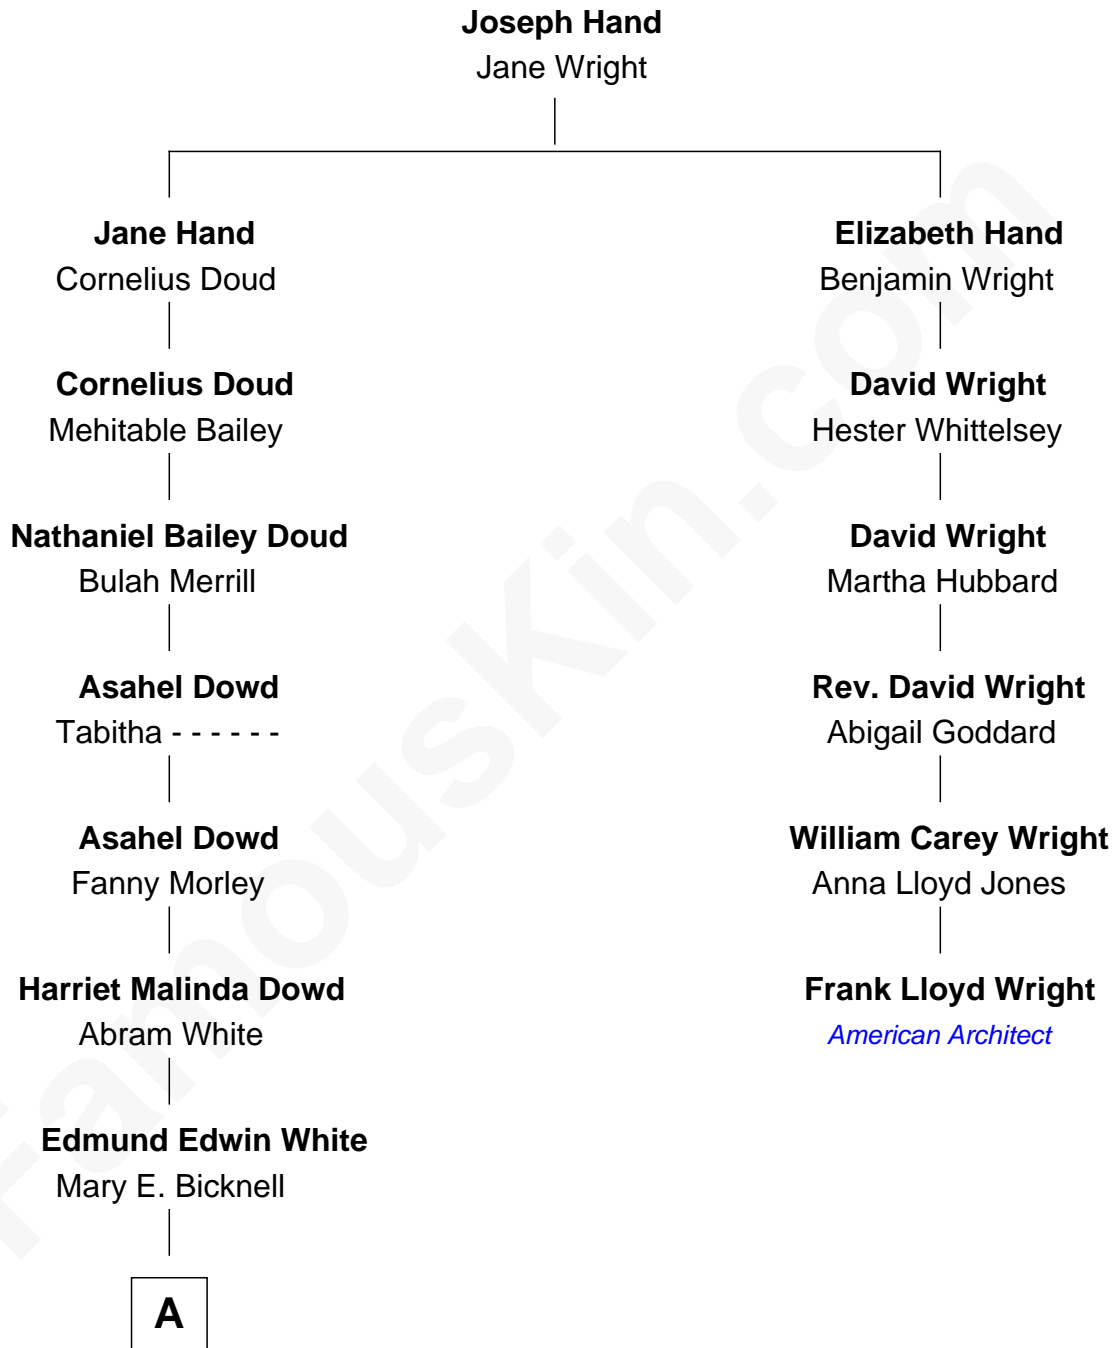 Joseph Hand
Jane Wright
Jane Hand
Cornelius Doud
Cornelius Doud
Mehitable Bailey
Nathaniel Bailey Doud
Bulah Merrill
Asahel Dowd
Tabitha - - - - - -
Asahel Dowd
Fanny Morley
Harriet Malinda Dowd
Abram White
Edmund Edwin White
Mary E. Bicknell
A
Elizabeth Hand
Benjamin Wright
David Wright
Hester Whittelsey
David Wright
Martha Hubbard
Rev. David Wright
Abigail Goddard
William Carey Wright
Anna Lloyd Jones
Frank Lloyd Wright
American Architect
FamousKin.com